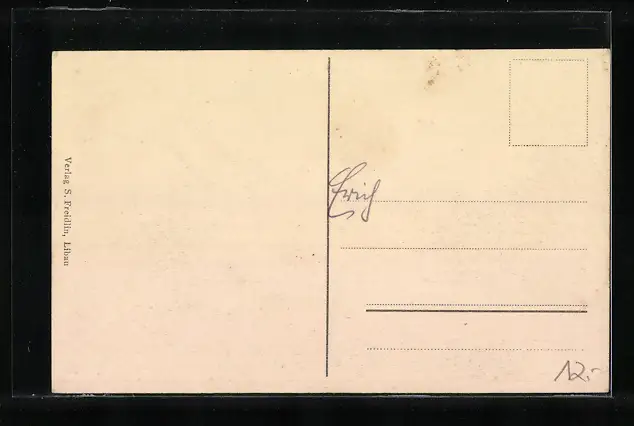 Verlag S. Freidlin, Libau
Erich
12.-